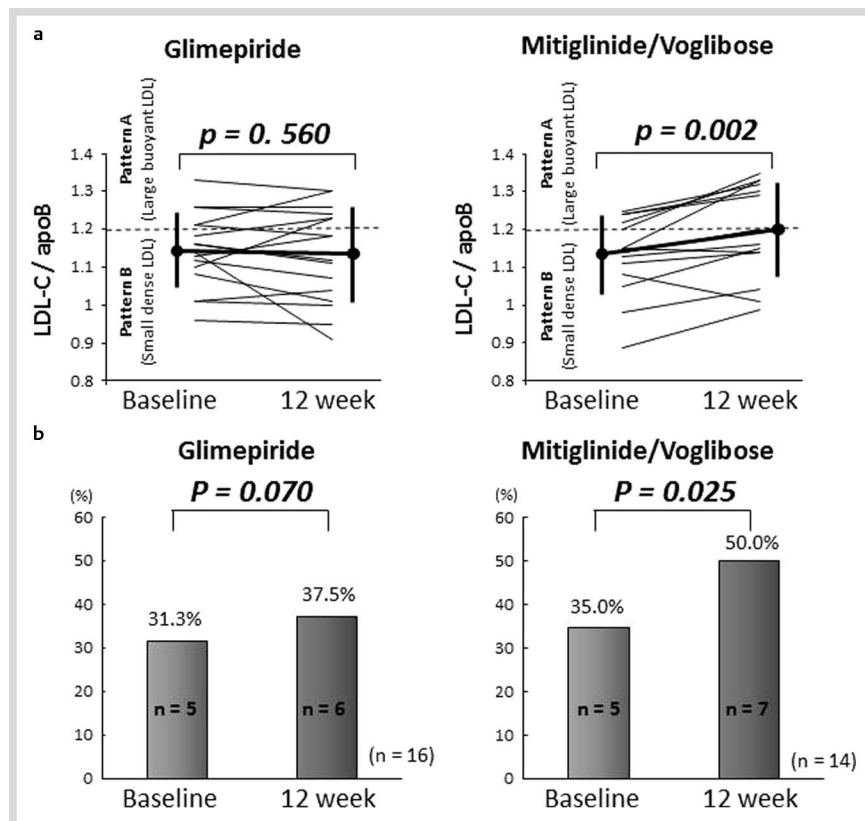 a
Glimepiride
p = 0. 560
LDL-C / apoB
Pattern A
(Large buoyant LDL)
Pattern B
(Small dense LDL)
1.4
1.3
1.2
1.1
1
0.9
0.8
Baseline
12 week
Mitiglinide/Voglibose
p = 0.002
LDL-C / apoB
Pattern A
(Large buoyant LDL)
Pattern B
(Small dense LDL)
1.4
1.3
1.2
1.1
1
0.9
0.8
Baseline
12 week
b
Glimepiride
P = 0.070
(%)
60
50
40
30
20
10
0
31.3%
37.5%
n = 5
n = 6
(n = 16)
Baseline
12 week
Mitiglinide/Voglibose
P = 0.025
(%)
60
50
40
30
20
10
0
35.0%
50.0%
n = 5
n = 7
(n = 14)
Baseline
12 week